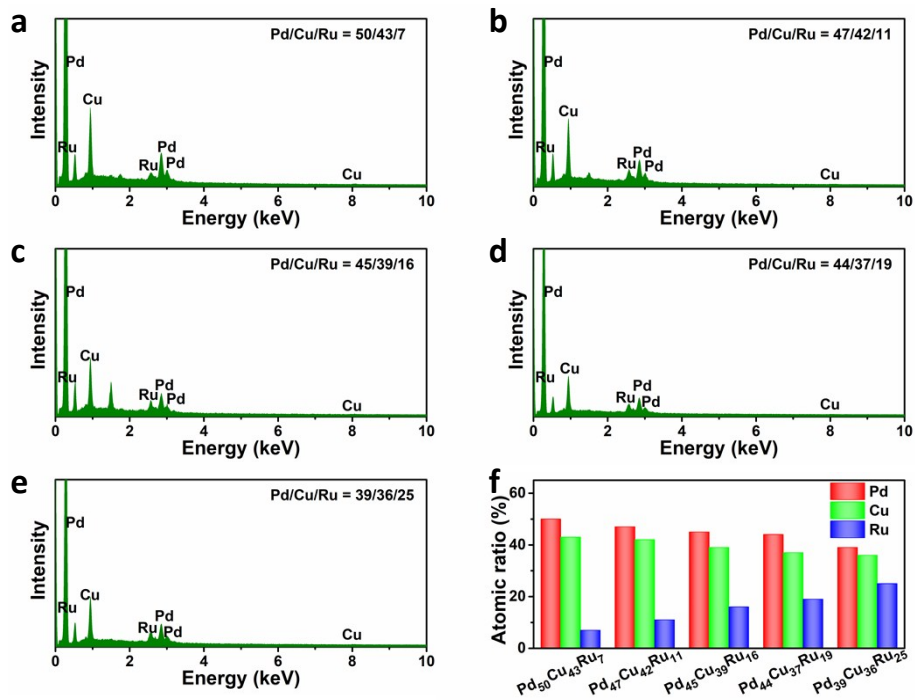 a
Pd/Cu/Ru = 50/43/7
Intensity
Pd
Cu
Ru
Ru
Pd
Pd
Cu
0 2 4 6 8 10
Energy (keV)
b
Pd/Cu/Ru = 47/42/11
Intensity
Pd
Cu
Ru
Ru
Pd
Pd
Cu
0 2 4 6 8 10
Energy (keV)
c
Pd/Cu/Ru = 45/39/16
Intensity
Pd
Cu
Ru
Ru
Pd
Pd
Cu
0 2 4 6 8 10
Energy (keV)
d
Pd/Cu/Ru = 44/37/19
Intensity
Pd
Cu
Ru
Ru
Pd
Pd
Cu
0 2 4 6 8 10
Energy (keV)
e
Pd/Cu/Ru = 39/36/25
Intensity
Pd
Cu
Ru
Ru
Pd
Pd
Cu
0 2 4 6 8 10
Energy (keV)
f
Atomic ratio (%)
60
40
20
0
Pd
Cu
Ru
Pd₅₀Cu₄₃Ru₇
Pd₄₇Cu₄₂Ru₁₁
Pd₄₅Cu₃₉Ru₁₆
Pd₄₄Cu₃₇Ru₁₉
Pd₃₉Cu₃₆Ru₂₅